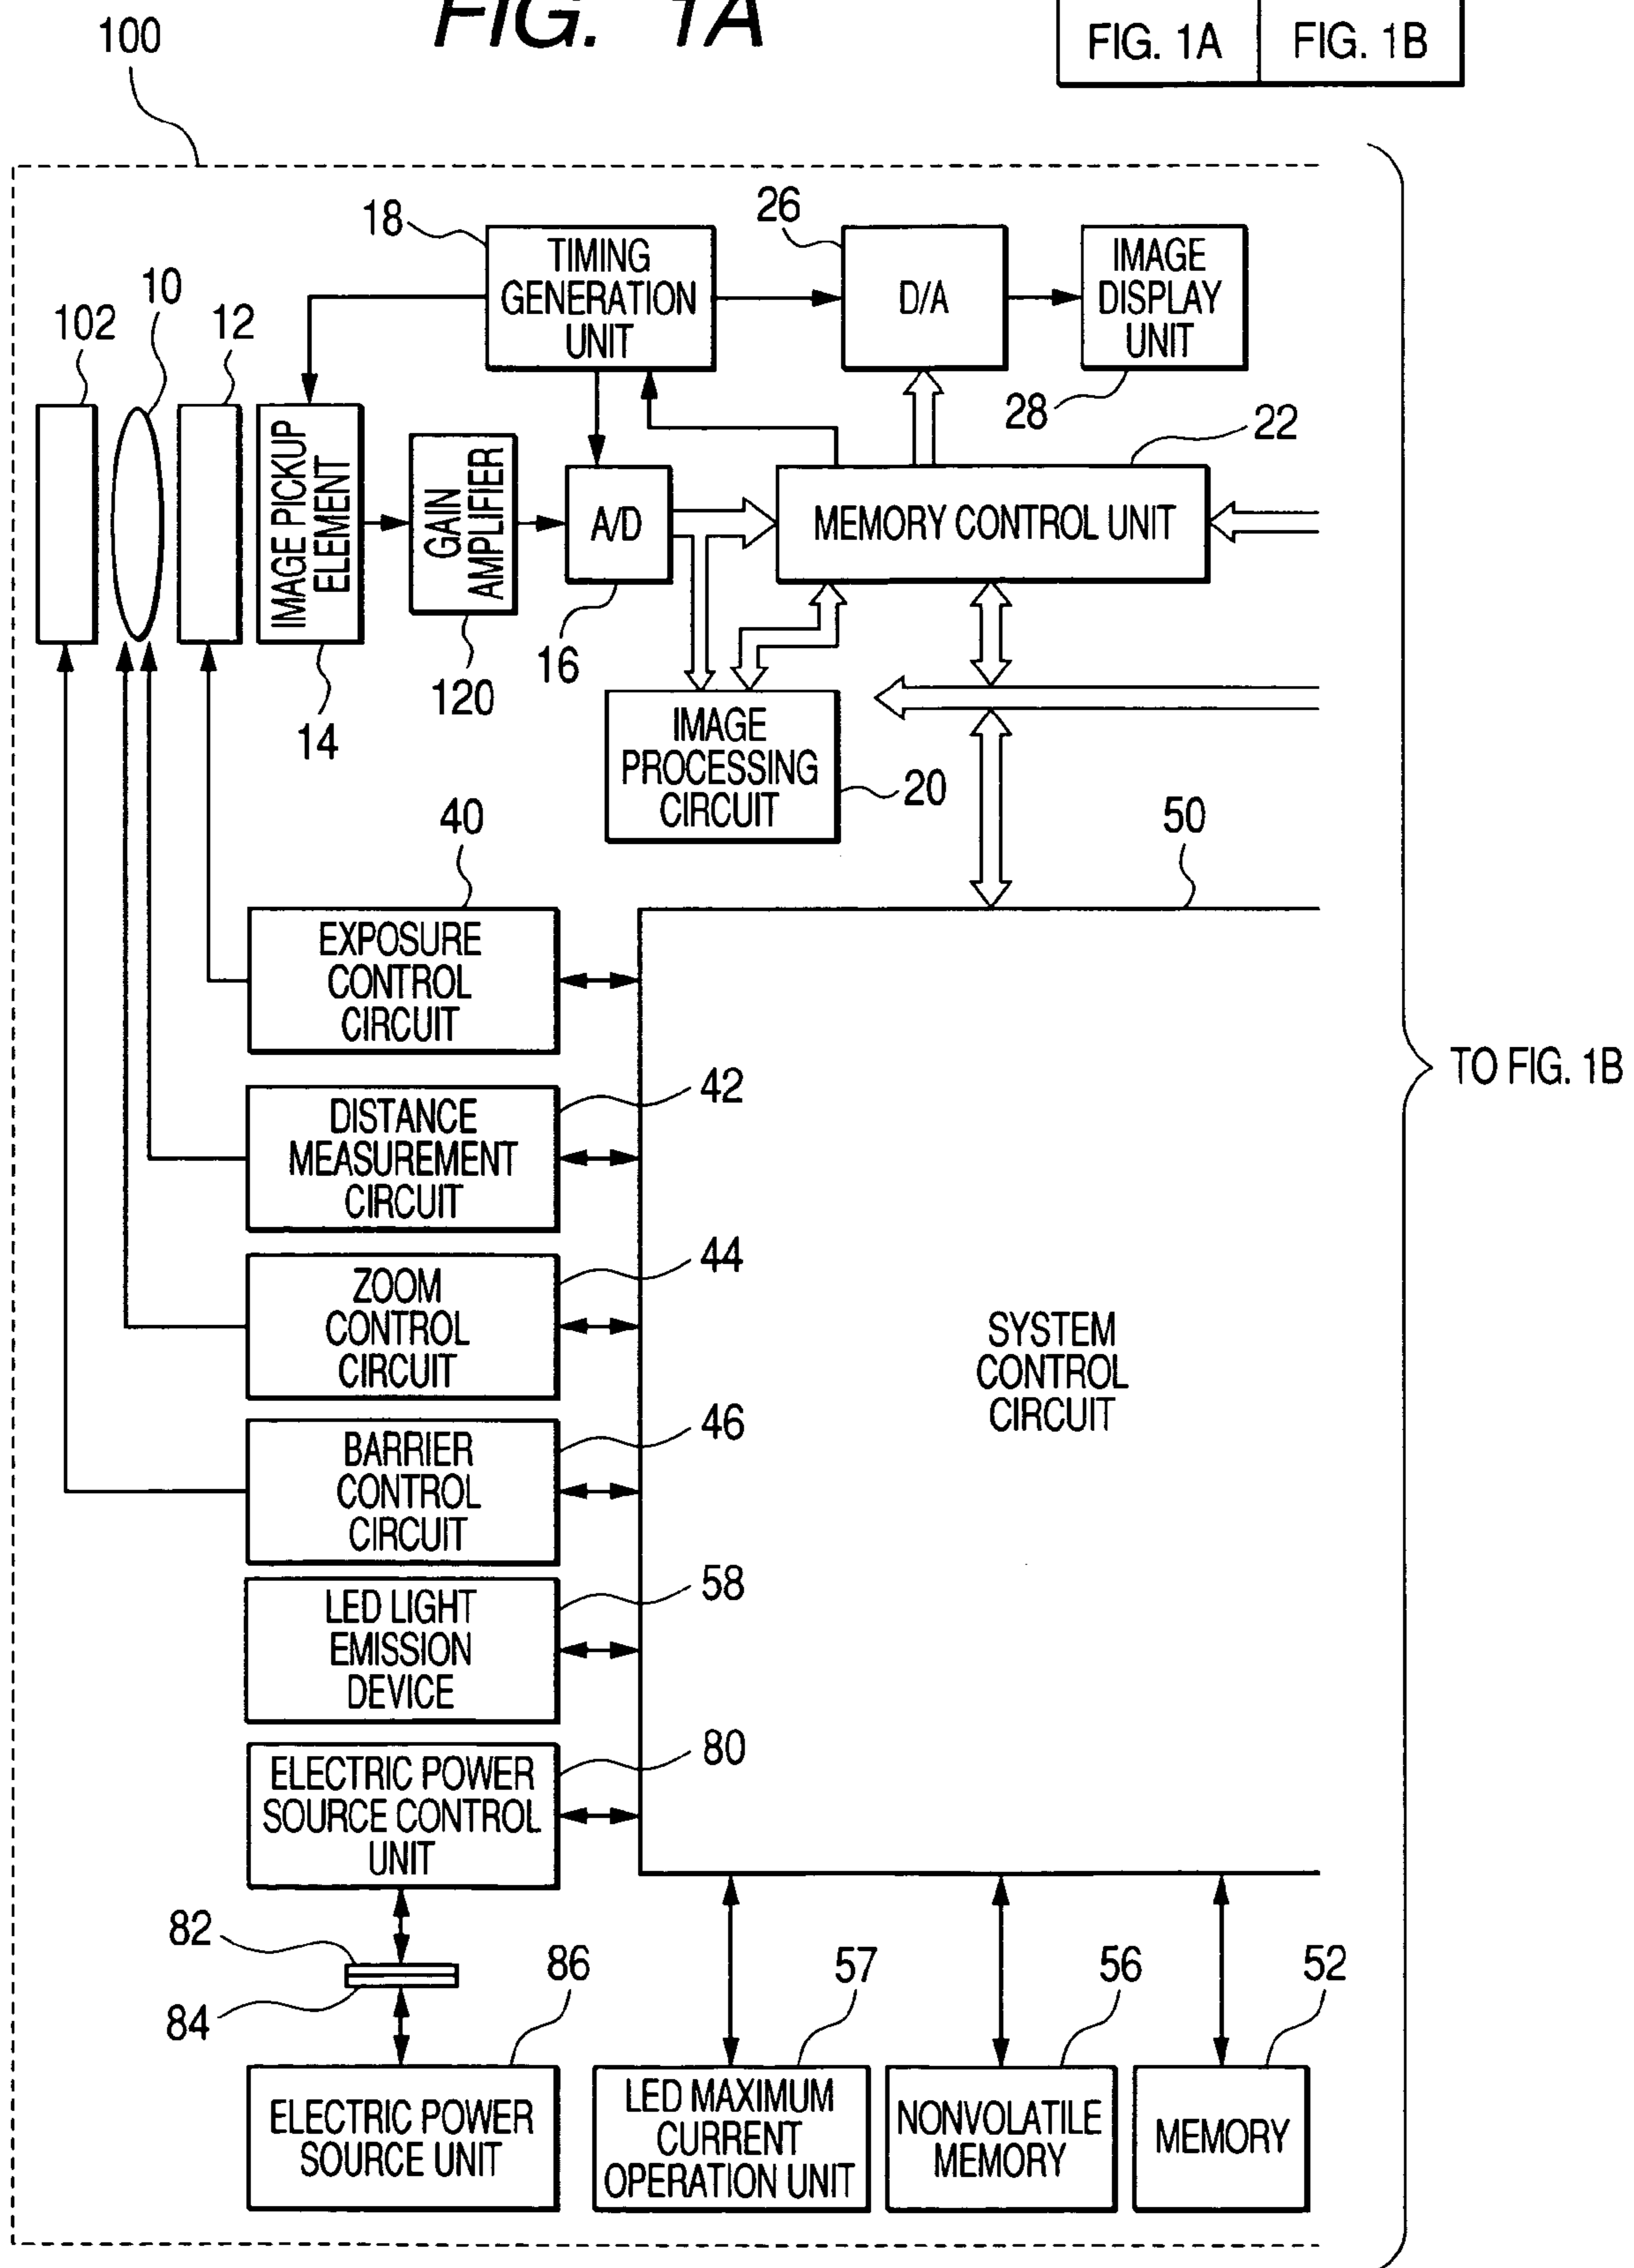 FIG. 1A
FIG. 1A
FIG. 1B
100
18
26
TIMING
GENERATION
UNIT
D/A
IMAGE
DISPLAY
UNIT
28
22
102
10
12
IMAGE PICKUP
ELEMENT
14
GAIN
AMPLIFIER
120
A/D
16
MEMORY CONTROL UNIT
IMAGE
PROCESSING
CIRCUIT
20
40
50
EXPOSURE
CONTROL
CIRCUIT
TO FIG. 1B
42
DISTANCE
MEASUREMENT
CIRCUIT
44
ZOOM
CONTROL
CIRCUIT
SYSTEM
CONTROL
CIRCUIT
46
BARRIER
CONTROL
CIRCUIT
58
LED LIGHT
EMISSION
DEVICE
80
ELECTRIC POWER
SOURCE CONTROL
UNIT
82
84
86
57
56
52
ELECTRIC POWER
SOURCE UNIT
LED MAXIMUM
CURRENT
OPERATION UNIT
NONVOLATILE
MEMORY
MEMORY